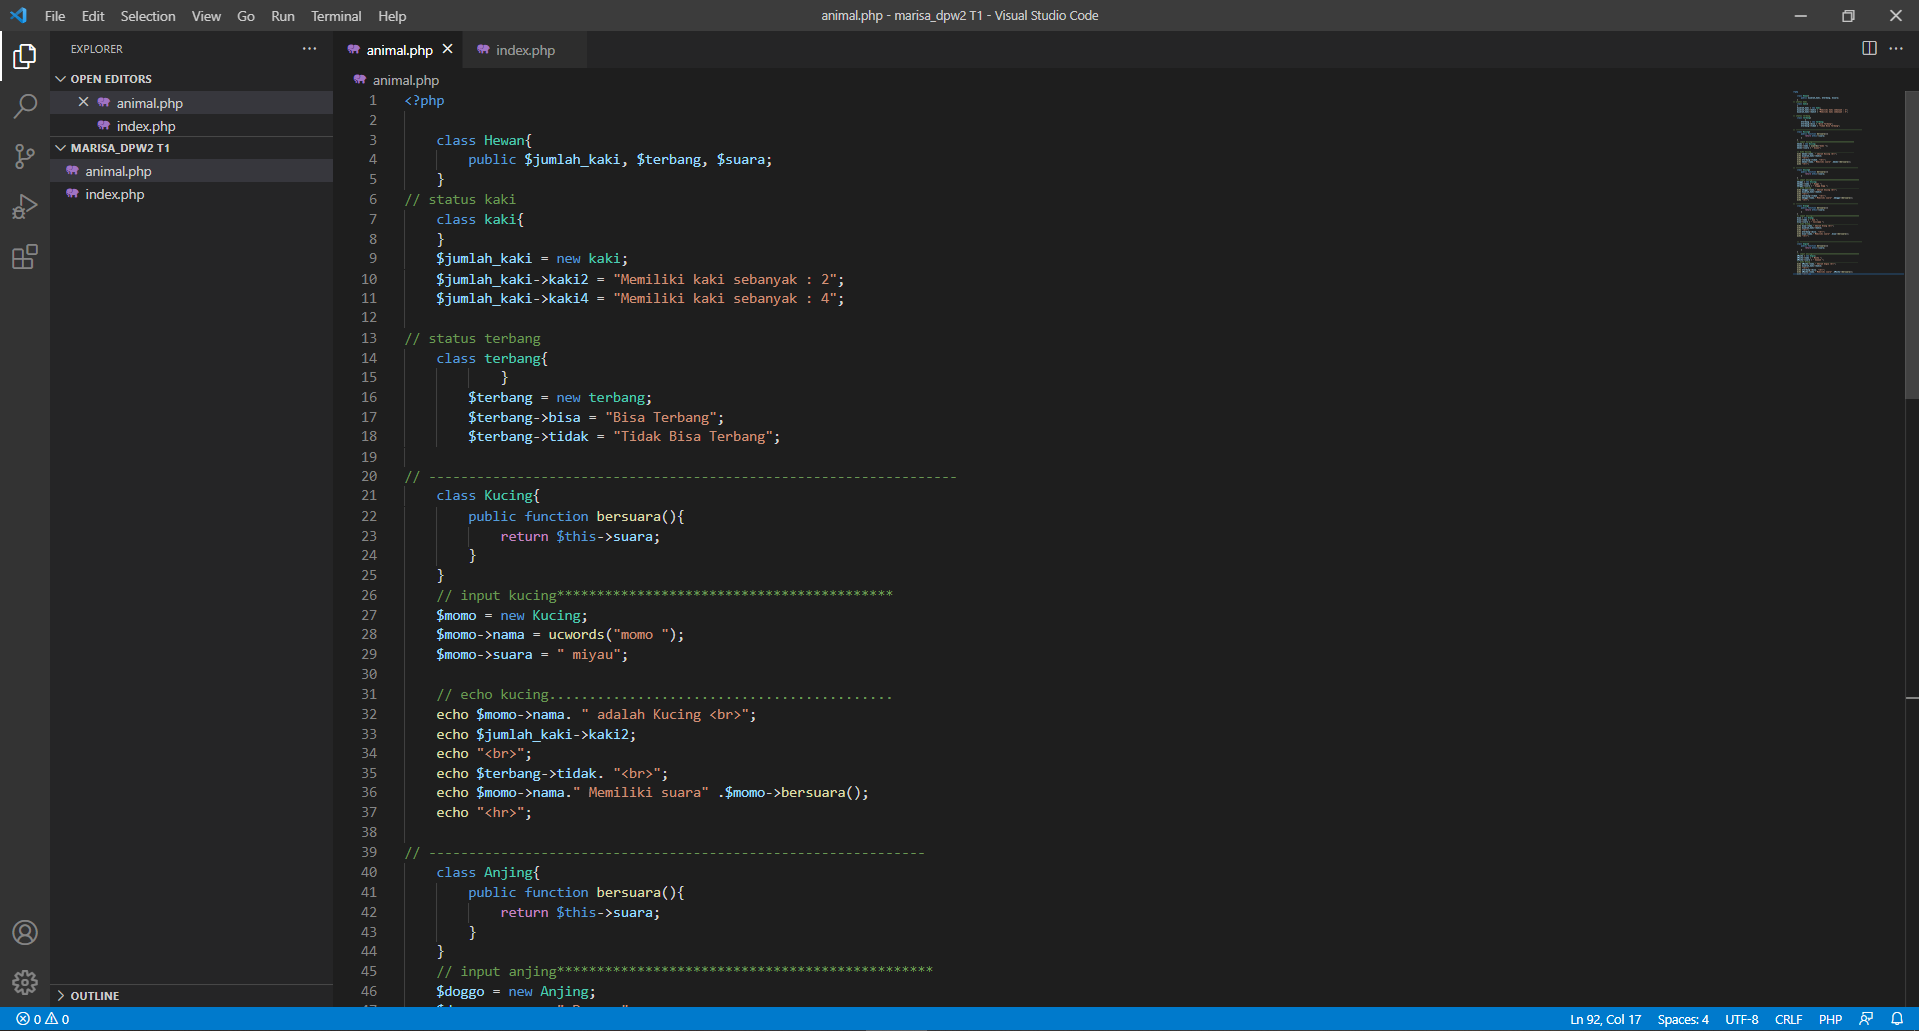 File Edit Selection View Go Run Terminal Help
animal.php - marisa_dpw2 T1 - Visual Studio Code
EXPLORER
OPEN EDITORS
animal.php
index.php
MARISA_DPW2 T1
animal.php
index.php
OUTLINE
animal.php
index.php
animal.php
1 <?php
2
3 class Hewan{
4 public $jumlah_kaki, $terbang, $suara;
5 }
6 // status kaki
7 class kaki{
8 }
9 $jumlah_kaki = new kaki;
10 $jumlah_kaki->kaki2 = "Memiliki kaki sebanyak : 2";
11 $jumlah_kaki->kaki4 = "Memiliki kaki sebanyak : 4";
12
13 // status terbang
14 class terbang{
15 }
16 $terbang = new terbang;
17 $terbang->bisa = "Bisa Terbang";
18 $terbang->tidak = "Tidak Bisa Terbang";
19
20 // ------------------------------------------------------------------
21 class Kucing{
22 public function bersuara(){
23 return $this->suara;
24 }
25 }
26 // input kucing******************************************
27 $momo = new Kucing;
28 $momo->nama = ucwords("momo ");
29 $momo->suara = " miyau";
30
31 // echo kucing...........................................
32 echo $momo->nama. " adalah Kucing <br>";
33 echo $jumlah_kaki->kaki2;
34 echo "<br>";
35 echo $terbang->tidak. "<br>";
36 echo $momo->nama." Memiliki suara" .$momo->bersuara();
37 echo "<hr>";
38
39 // --------------------------------------------------------------
40 class Anjing{
41 public function bersuara(){
42 return $this->suara;
43 }
44 }
45 // input anjing***********************************************
46 $doggo = new Anjing;
0 0
Ln 92, Col 17 Spaces: 4 UTF-8 CRLF PHP